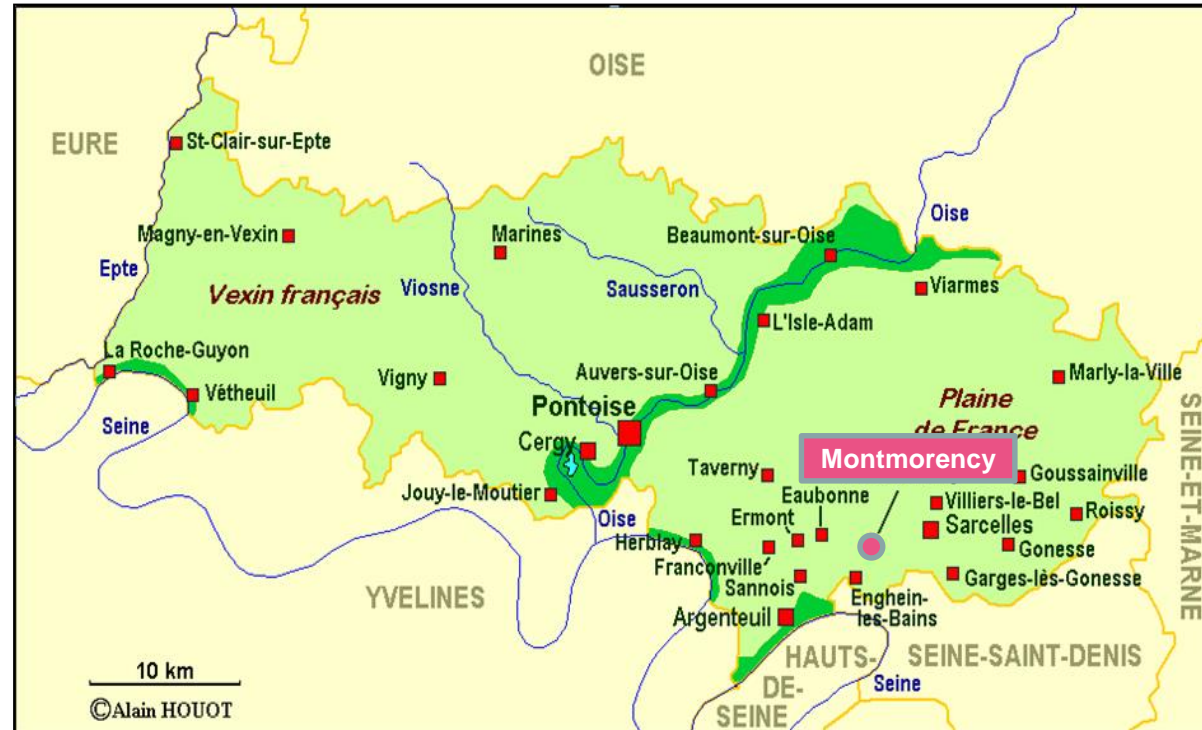 OISE
EURE
St-Clair-sur-Epte
Magny-en-Vexin
Marines
Beaumont-sur-Oise
Oise
Epte
Vexin français
Viosne
Sausseron
Viarmes
L'Isle-Adam
La Roche-Guyon
Vétheuil
Vigny
Auvers-sur-Oise
Marly-la-Ville
Seine
Pontoise
Plaine
de France
SEINE-ET-MARNE
Cergy
Montmorency
Taverny
Goussainville
Jouy-le-Moutier
Eaubonne
Villiers-le-Bel
Roissy
Oise
Ermont
Sarcelles
Herblay
Franconville
Gonesse
Sannois
Garges-lès-Gonesse
YVELINES
Enghein-
les-Bains
Argenteuil
HAUTS-
DE-
SEINE
SEINE-SAINT-DENIS
Seine
10 km
©Alain HOUOT